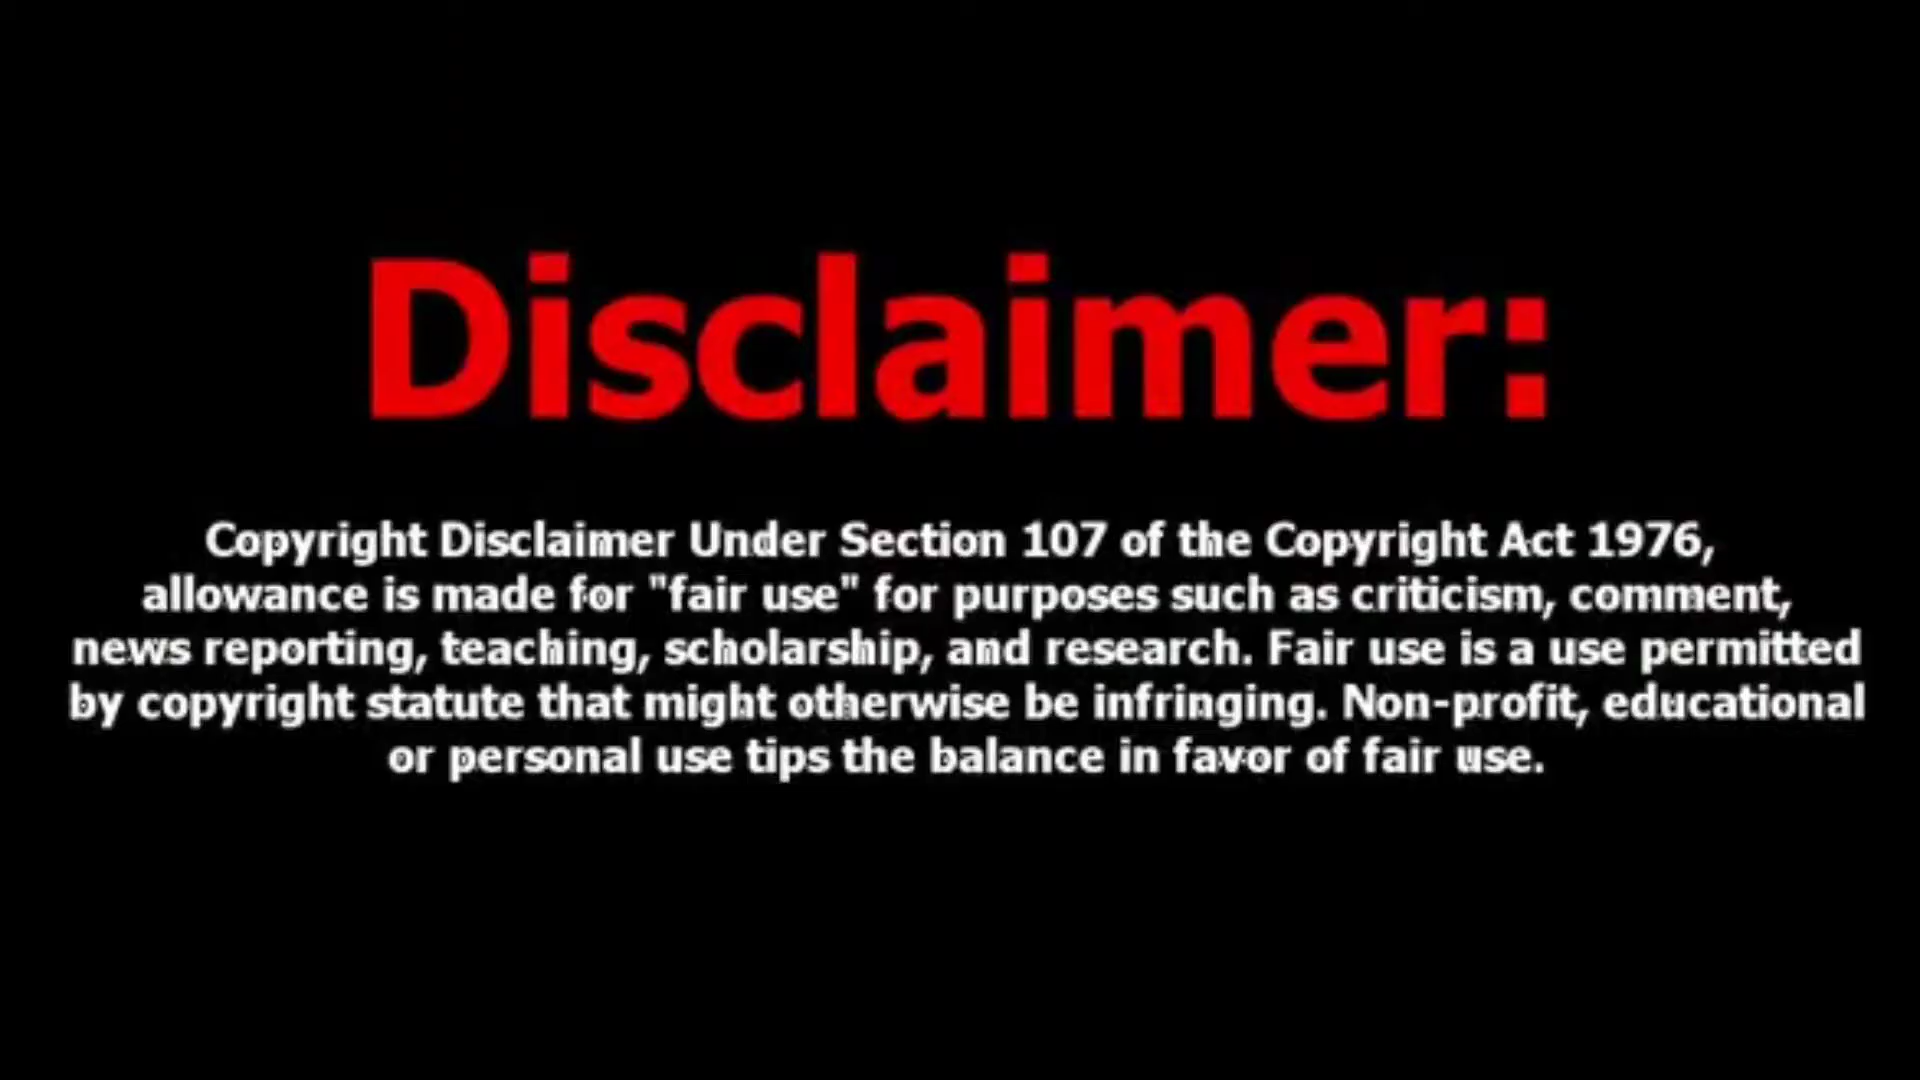 Disclaimer:
Copyright Disclaimer Under Section 107 of the Copyright Act 1976,
allowance is made for "fair use" for purposes such as criticism, comment,
news reporting, teaching, scholarship, and research. Fair use is a use permitted
by copyright statute that might otherwise be infringing. Non-profit, educational
or personal use tips the balance in favor of fair use.